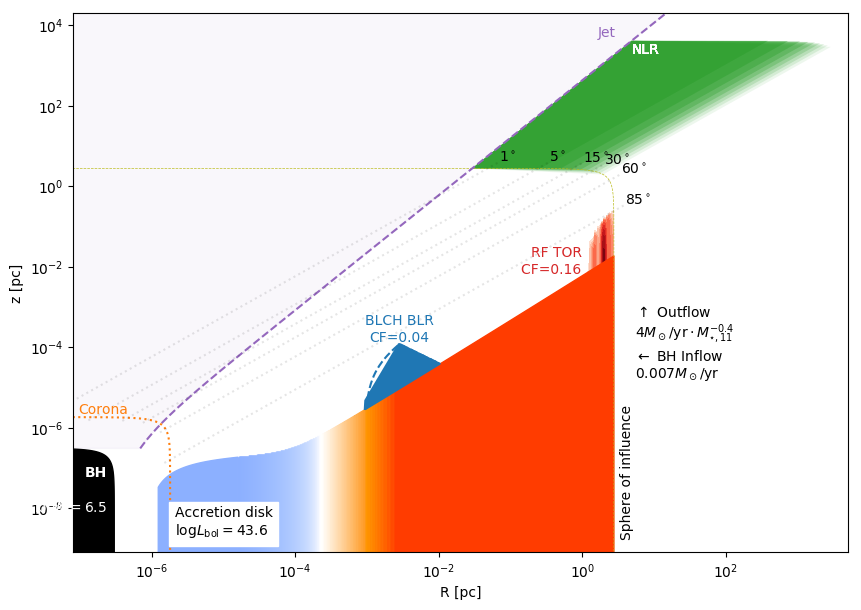 10⁴
10²
10⁰
10⁻²
10⁻⁴
10⁻⁶
10⁻⁸
z [pc]
Jet
NLR
1°
5°
15°
30°
60°
85°
RF TOR
CF=0.16
BLCH BLR
CF=0.04
↑ Outflow
4M⊙/yr · M⋆,₁₁^−0.4
← BH Inflow
0.007M⊙/yr
Corona
BH
= 6.5
Accretion disk
logL_bol = 43.6
Sphere of influence
10⁻⁶
10⁻⁴
10⁻²
10⁰
10²
R [pc]